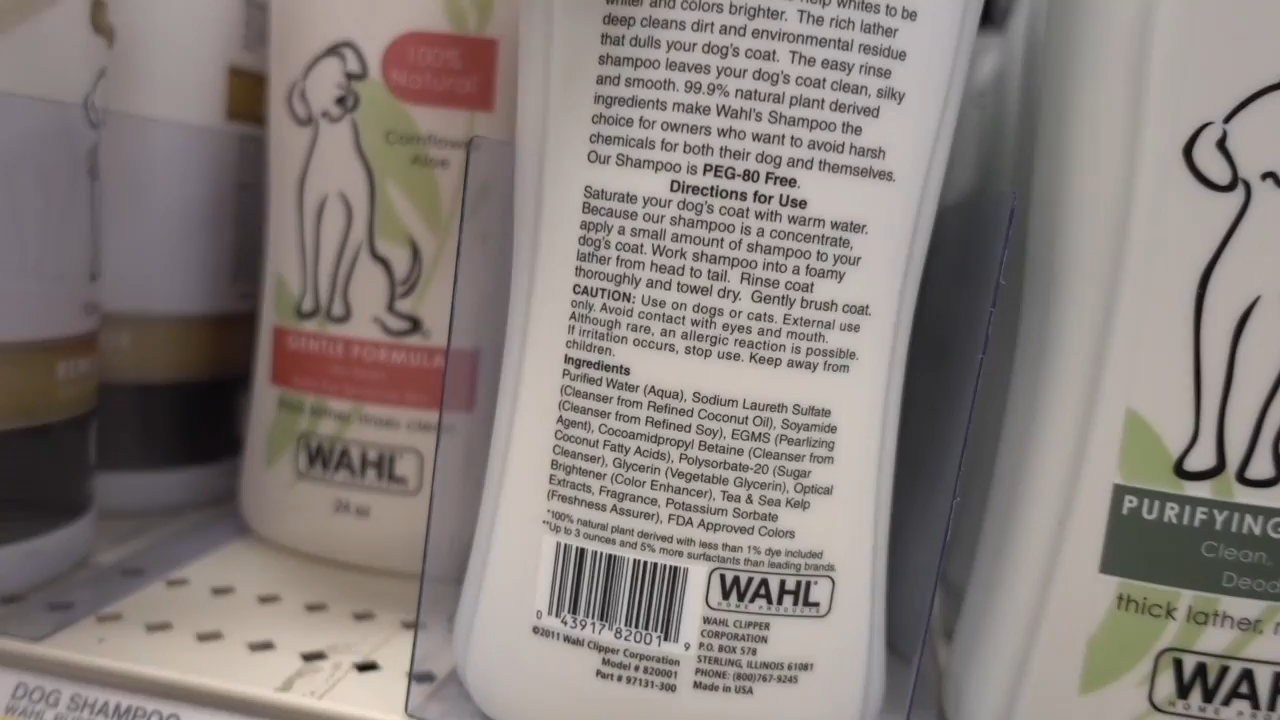 help whites to be
whiter and colors brighter. The rich lather
deep cleans dirt and environmental residue
that dulls your dog's coat. The easy rinse
shampoo leaves your dog's coat clean, silky
and smooth. 99.9% natural plant derived
ingredients make Wahl's Shampoo the
choice for owners who want to avoid harsh
chemicals for both their dog and themselves.
Our Shampoo is PEG-80 Free.
Directions for Use
Saturate your dog's coat with warm water.
Because our shampoo is a concentrate,
apply a small amount of shampoo to your
dog's coat. Work shampoo into a foamy
lather from head to tail. Rinse coat
thoroughly and towel dry. Gently brush coat.
CAUTION: Use on dogs or cats. External use
only. Avoid contact with eyes and mouth.
Although rare, an allergic reaction is possible.
If irritation occurs, stop use. Keep away from
children.
Ingredients
Purified Water (Aqua), Sodium Laureth Sulfate
(Cleanser from Refined Coconut Oil), Soyamide
(Cleanser from Refined Soy), EGMS (Pearlizing
Agent), Cocoamidpropyl Betaine (Cleanser from
Coconut Fatty Acids), Polysorbate-20 (Sugar
Cleanser), Glycerin (Vegetable Glycerin), Optical
Brightener (Color Enhancer), Tea & Sea Kelp
Extracts, Fragrance, Potassium Sorbate
(Freshness Assurer), FDA Approved Colors
*100% natural plant derived with less than 1% dye included
**Up to 3 ounces and 5% more surfactants than leading brands.
0 43917 82001 9
©2011 Wahl Clipper Corporation
Model # 820001
Part # 97131-300
WAHL
HOME PRODUCTS
WAHL CLIPPER
CORPORATION
P.O. BOX 578
STERLING, ILLINOIS 61081
PHONE: (800)767-9245
Made in USA
100%
Natural
Cornflower
Aloe
GENTLE FORMULA
WAHL
24 oz
PURIFYING
Clean,
thick lather,
WAHL
HOME
DOG SHAMPOO